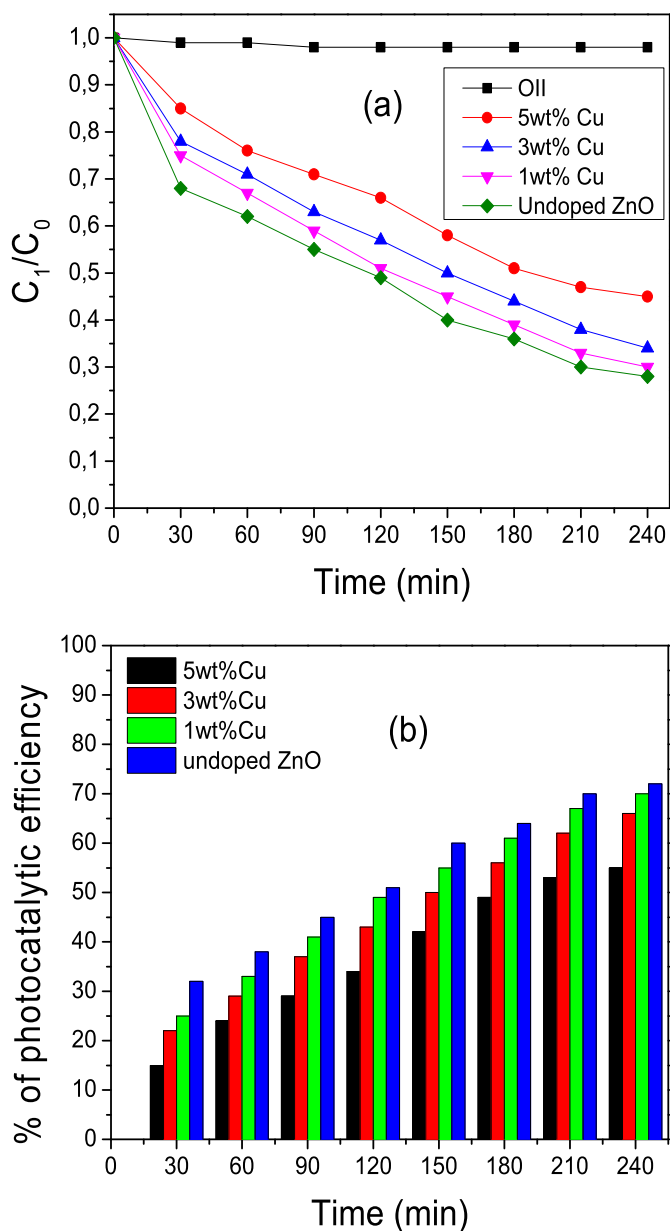 1,0
0,9
0,8
0,7
0,6
0,5
0,4
0,3
0,2
0,1
0,0
C1/C0
(a)
OII
5wt% Cu
3wt% Cu
1wt% Cu
Undoped ZnO
0 30 60 90 120 150 180 210 240
Time (min)
100
90
80
70
60
50
40
30
20
10
0
% of photocatalytic efficiency
5wt%Cu
3wt%Cu
1wt%Cu
undoped ZnO
(b)
0 30 60 90 120 150 180 210 240
Time (min)